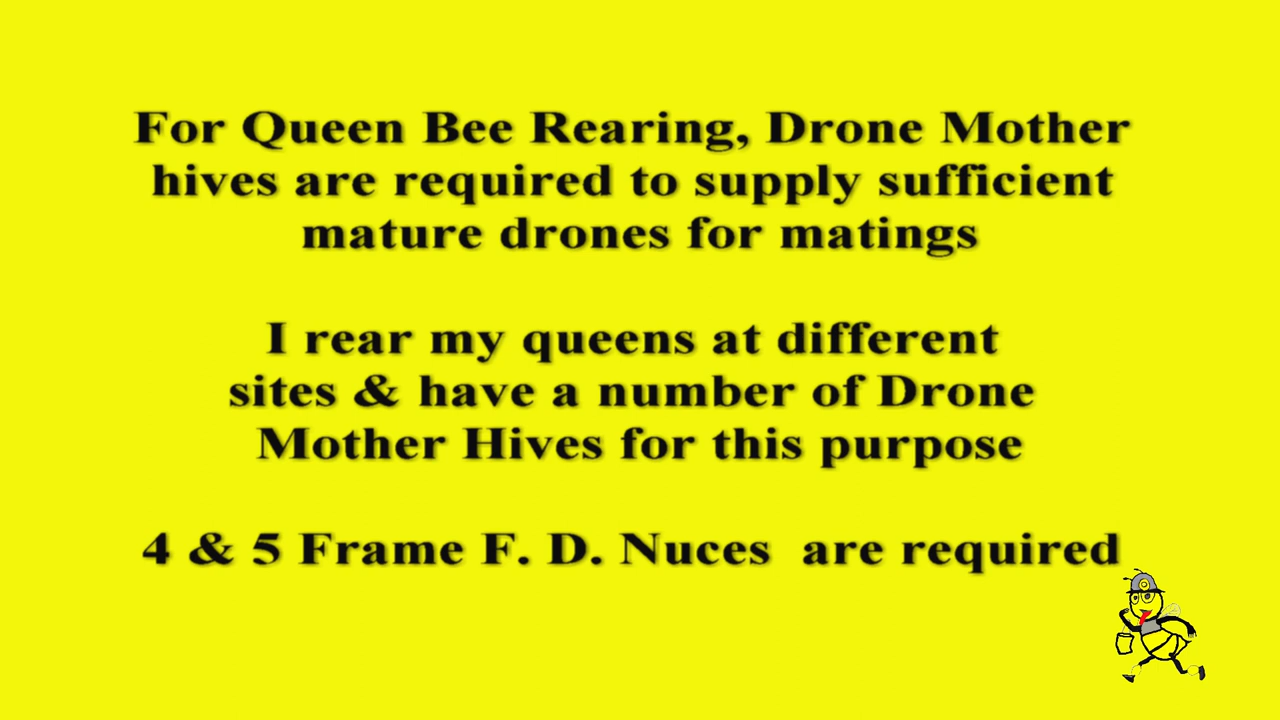 For Queen Bee Rearing, Drone Mother
hives are required to supply sufficient
mature drones for matings
I rear my queens at different
sites & have a number of Drone
Mother Hives for this purpose
4 & 5 Frame F. D. Nuces are required